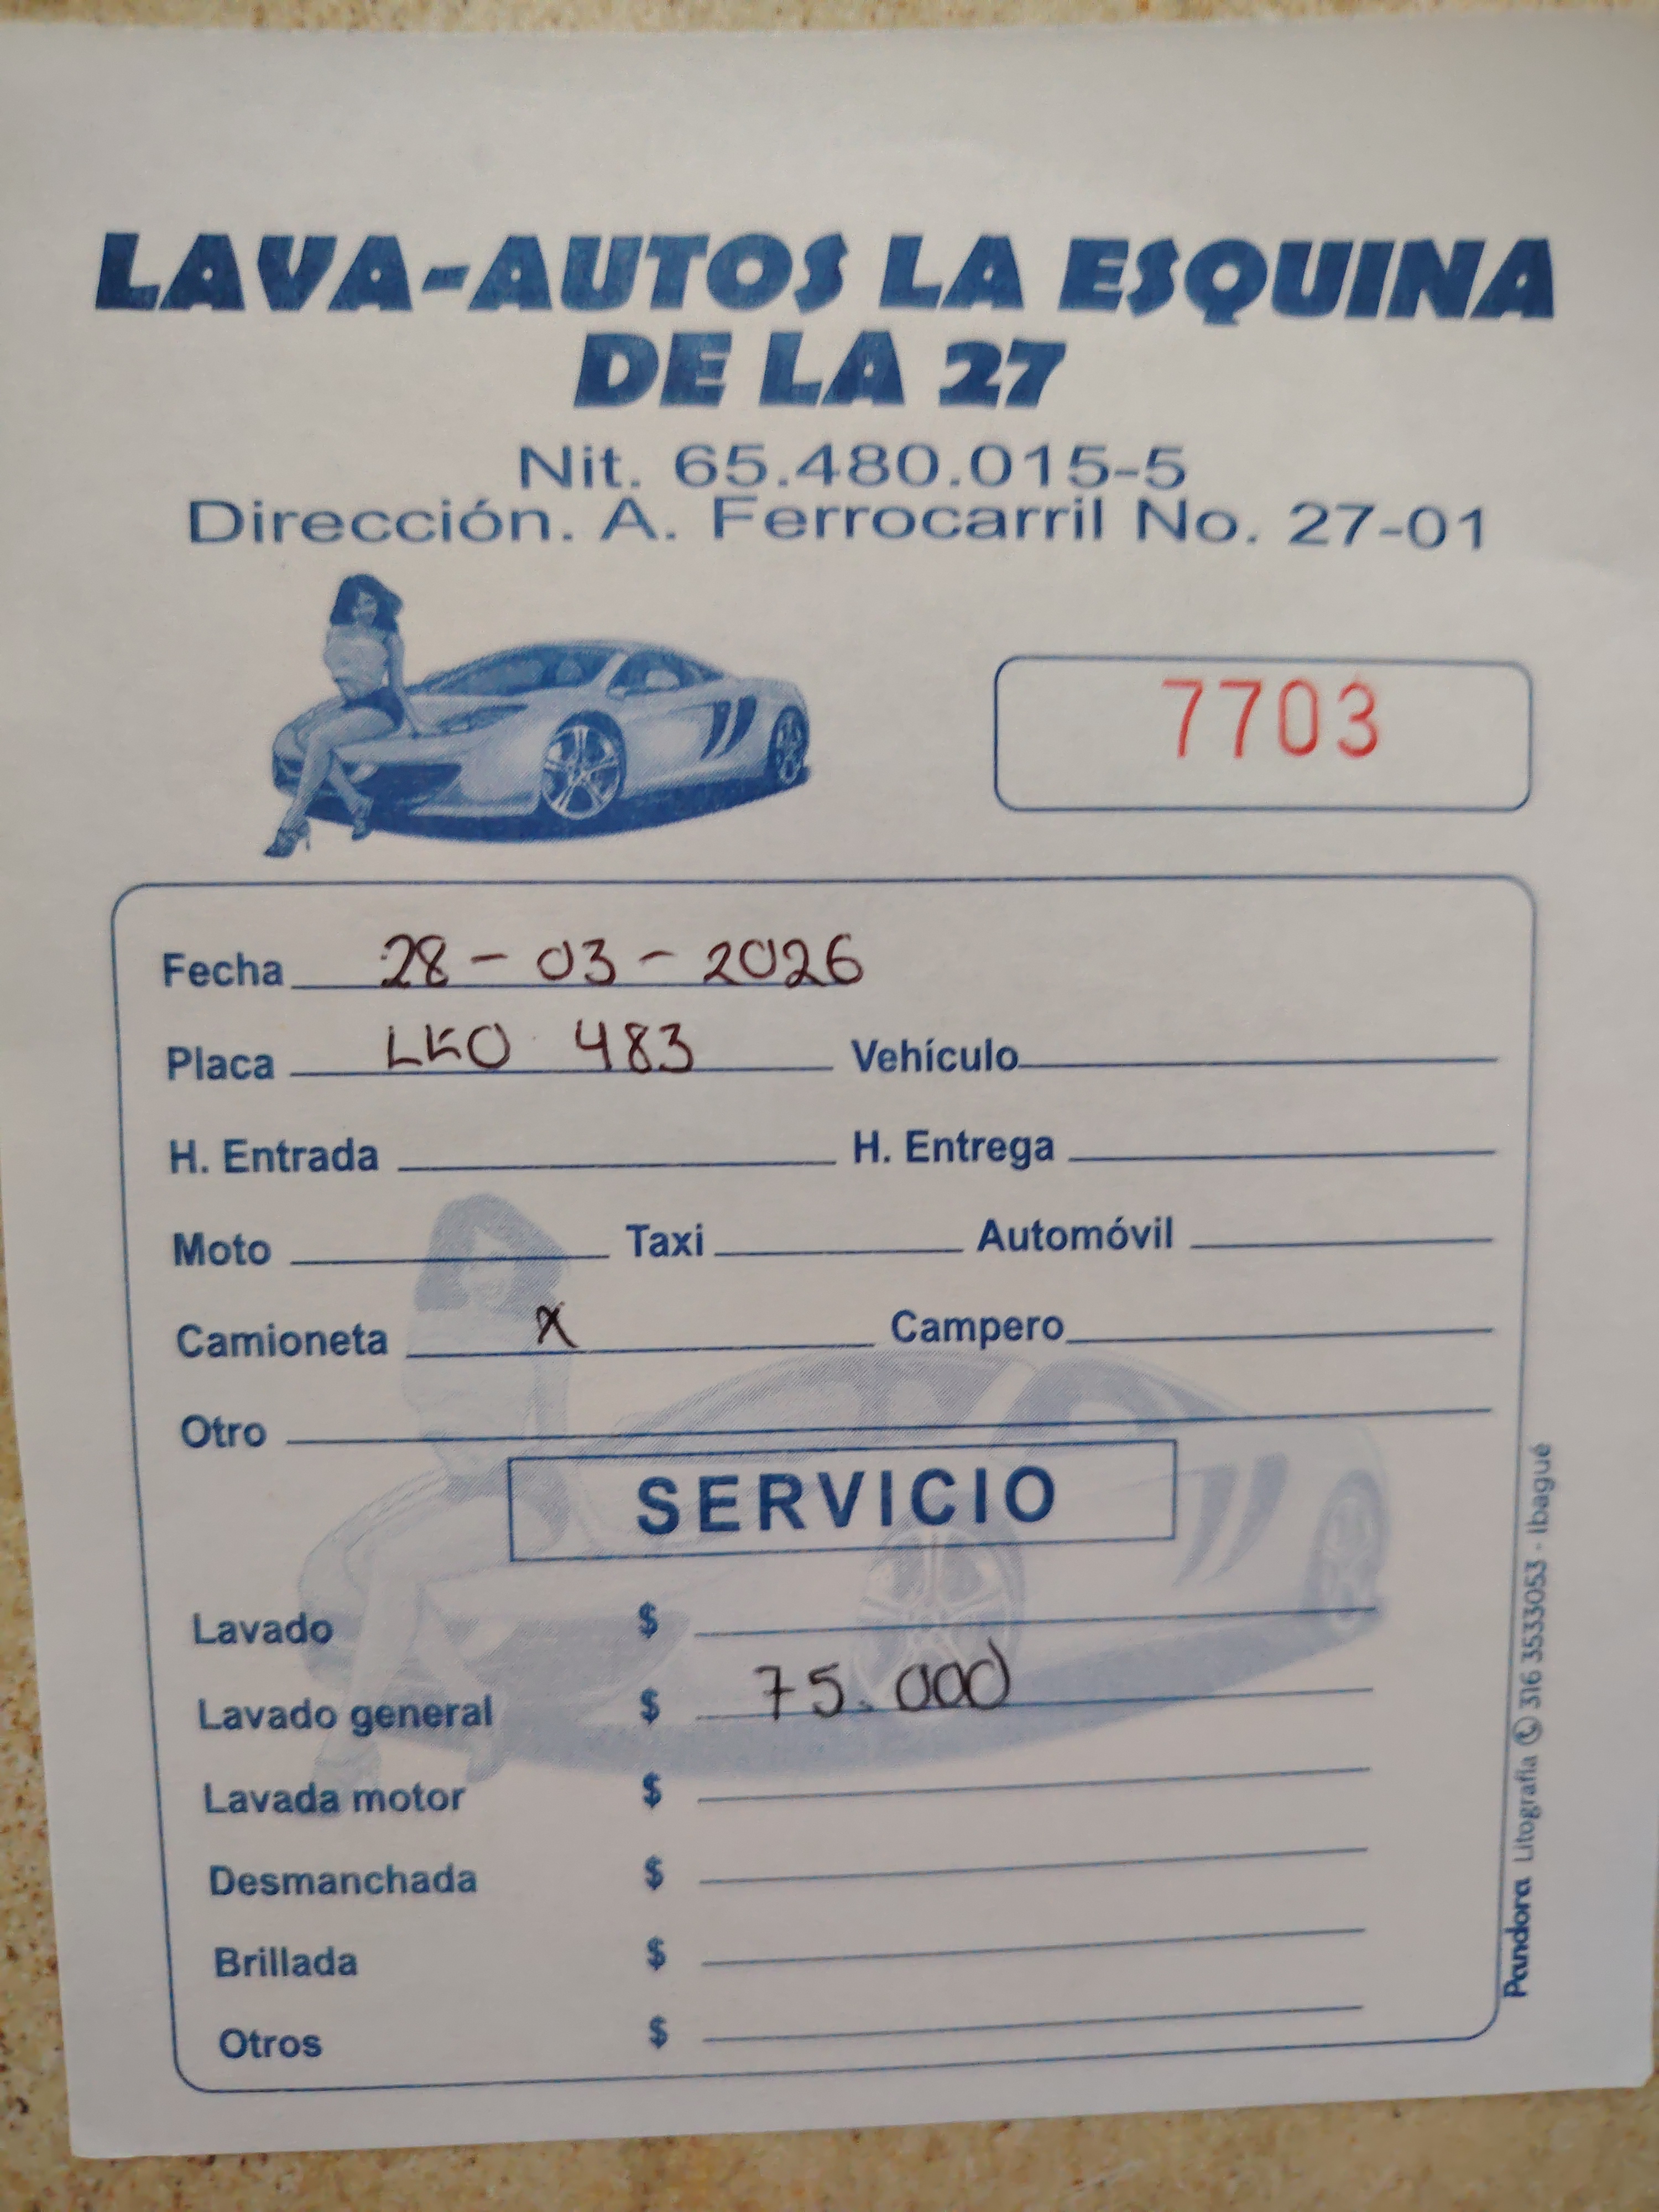 LAVA-AUTOS LA ESQUINA
DE LA 27
Nit. 65.480.015-5
Dirección. A. Ferrocarril No. 27-01
7703
Fecha 28 - 03 - 2026
Placa LKO 483 Vehículo
H. Entrada H. Entrega
Moto Taxi Automóvil
Camioneta X Campero
Otro
SERVICIO
Lavado $
Lavado general $ 75.000
Lavada motor $
Desmanchada $
Brillada $
Otros $
Pandora Litografía 316 3533053 - Ibagué